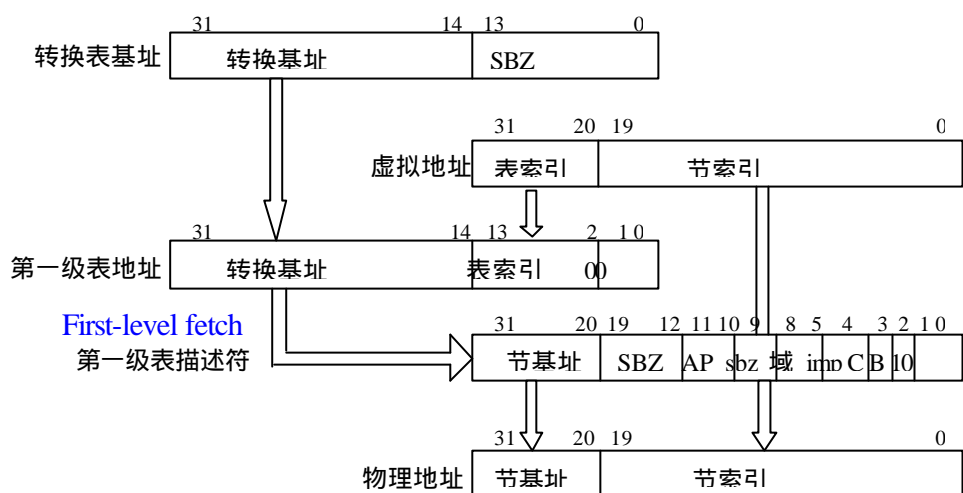 31 14 13 0
转换表基址 转换基址 SBZ
31 20 19 0
虚拟地址 表索引 节索引
31 14 13 2 1 0
第一级表地址 转换基址 表索引 00
First-level fetch
31 20 19 12 11 10 9 8 5 4 3 2 1 0
第一级表描述符 节基址 SBZ AP sbz 域 imp C B 10
31 20 19 0
物理地址 节基址 节索引